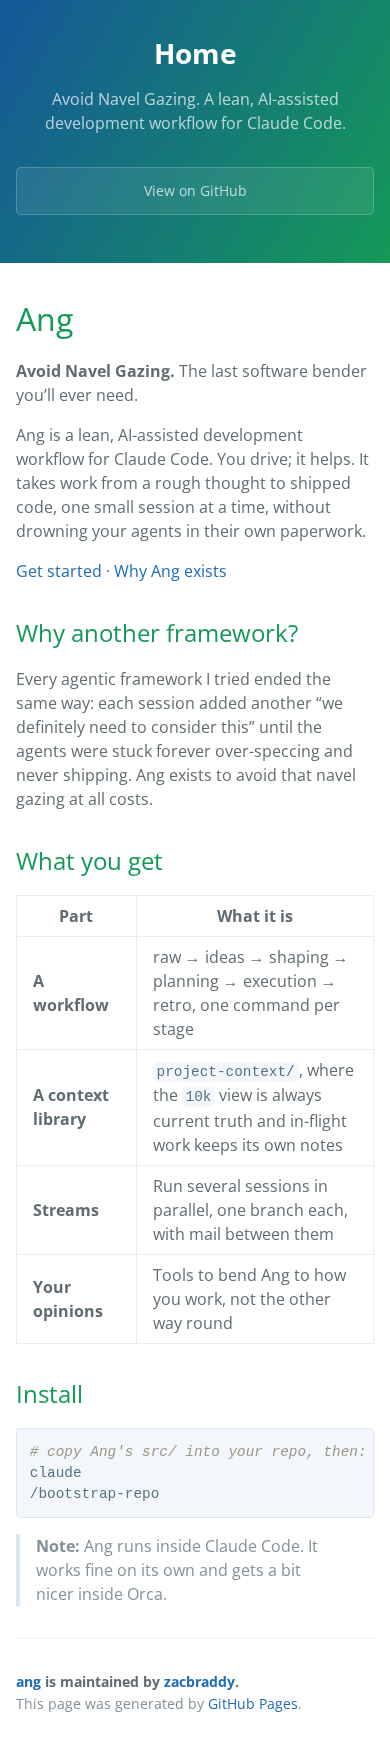 Home
Avoid Navel Gazing. A lean, AI-assisted
development workflow for Claude Code.
View on GitHub
Ang
Avoid Navel Gazing. The last software bender
you’ll ever need.
Ang is a lean, AI-assisted development
workflow for Claude Code. You drive; it helps. It
takes work from a rough thought to shipped
code, one small session at a time, without
drowning your agents in their own paperwork.
Get started · Why Ang exists
Why another framework?
Every agentic framework I tried ended the
same way: each session added another “we
definitely need to consider this” until the
agents were stuck forever over-speccing and
never shipping. Ang exists to avoid that navel
gazing at all costs.
What you get
Part What it is
A workflow
raw → ideas → shaping →
planning → execution →
retro, one command per
stage
A context library
project-context/, where
the 10k view is always
current truth and in-flight
work keeps its own notes
Streams
Run several sessions in
parallel, one branch each,
with mail between them
Your opinions
Tools to bend Ang to how
you work, not the other
way round
Install
# copy Ang's src/ into your repo, then:
claude
/bootstrap-repo
Note: Ang runs inside Claude Code. It
works fine on its own and gets a bit
nicer inside Orca.
ang is maintained by zacbraddy.
This page was generated by GitHub Pages.